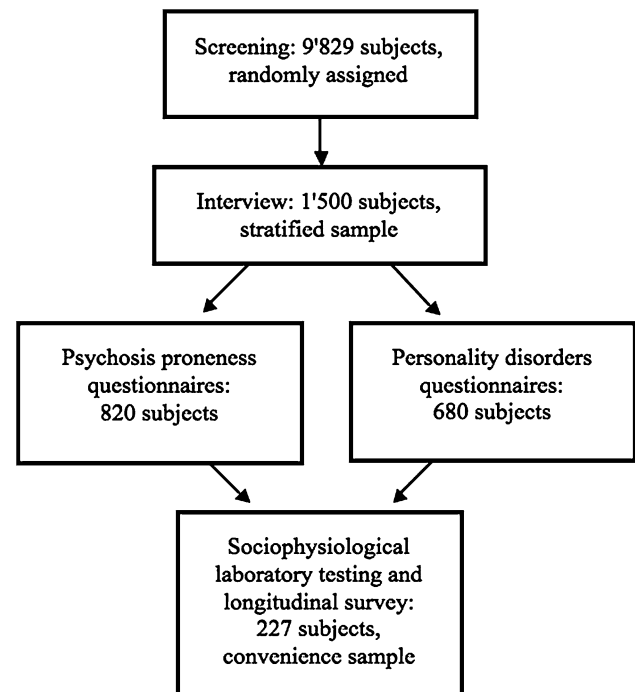 Screening: 9'829 subjects,
randomly assigned
Interview: 1'500 subjects,
stratified sample
Psychosis proneness
questionnaires:
820 subjects
Personality disorders
questionnaires:
680 subjects
Sociophysiological
laboratory testing and
longitudinal survey:
227 subjects,
convenience sample